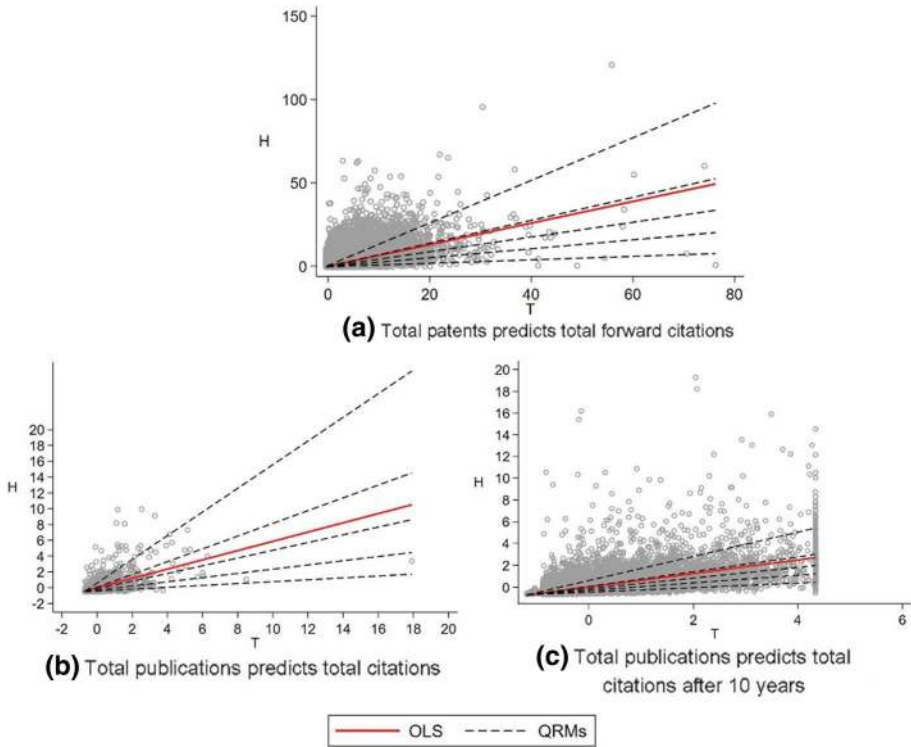 150
100
H
50
0
0 20 40 60 80
T
(a) Total patents predicts total forward citations
20
18
16
14
12
H 10
8
6
4
2
0
-2
-2 0 2 4 6 8 10 12 14 16 18 20
T
(b) Total publications predicts total citations
20
18
16
14
12
H 10
8
6
4
2
0
0 2 4 6
T
(c) Total publications predicts total
citations after 10 years
OLS QRMs